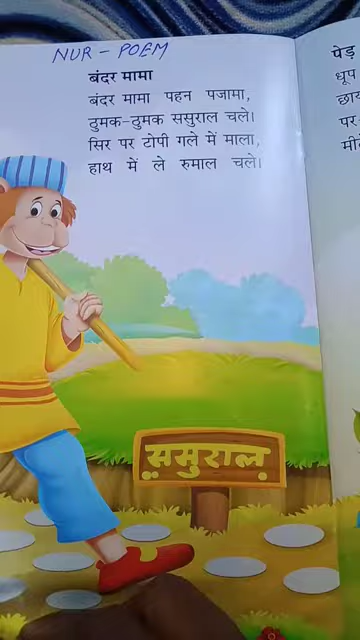 NUR - POEM
बंदर मामा
बंदर मामा पहन पजामा,
ठुमक-ठुमक ससुराल चले।
सिर पर टोपी गले में माला,
हाथ में ले रुमाल चले।
ससुराल
पेड़
धूप